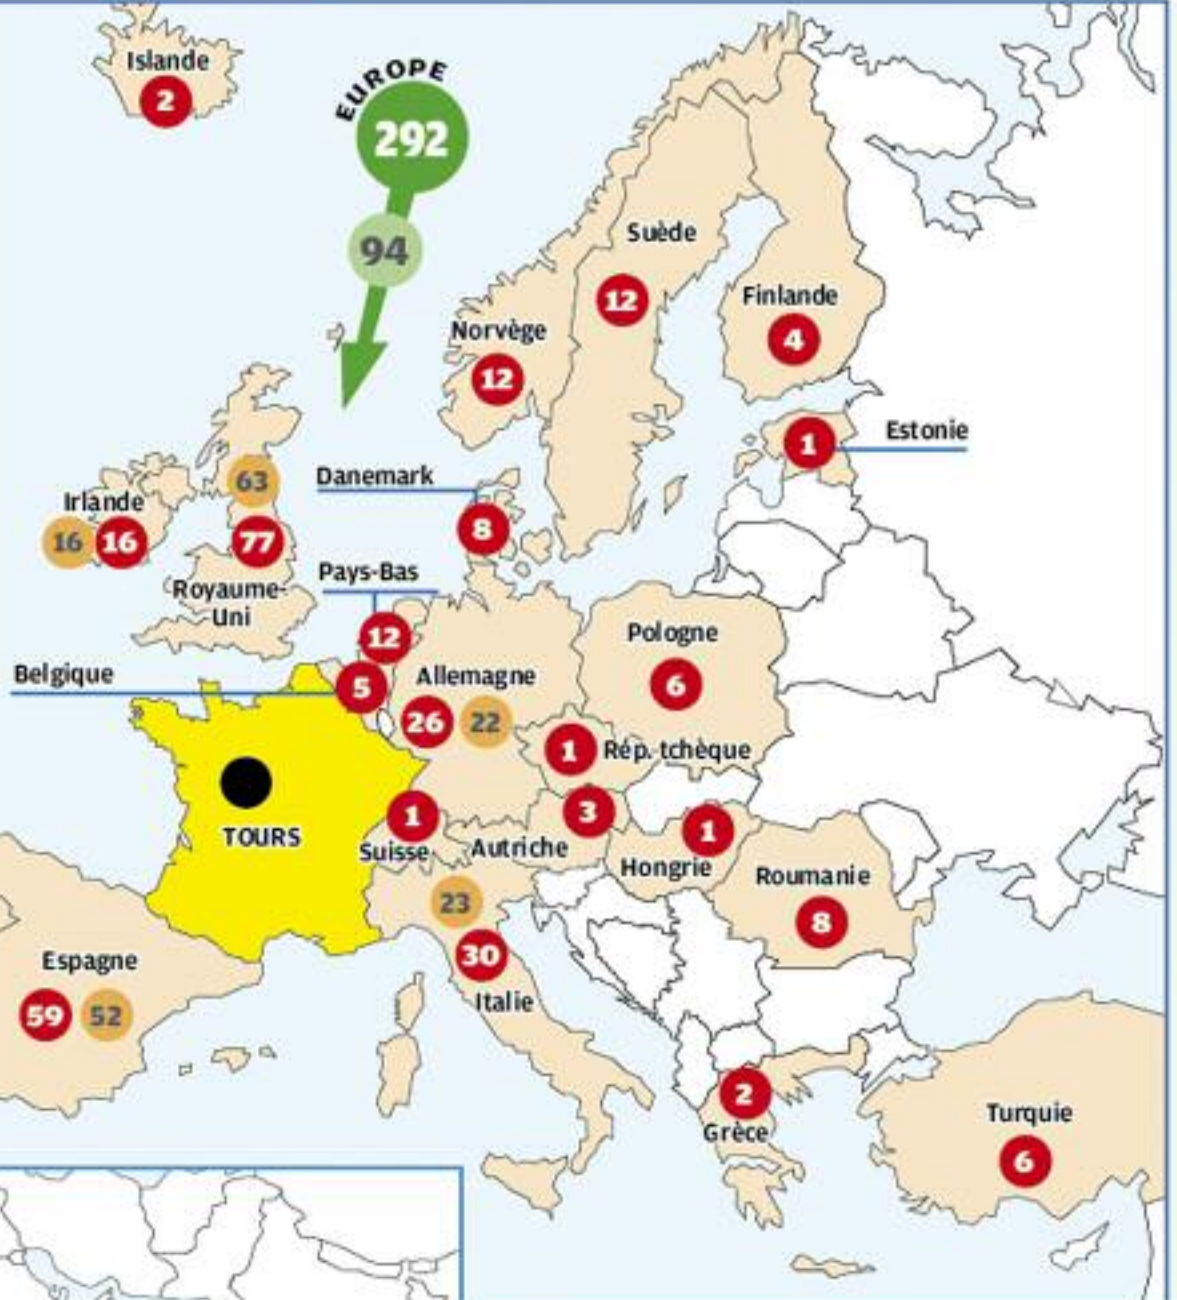 Islande
2
EUROPE
292
94
Suède
12
Finlande
4
Norvège
12
1
Estonie
Danemark
8
63
Irlande
16
16
77
Royaume-
Uni
Pays-Bas
12
Pologne
6
Belgique
5
Allemagne
26
22
1
Rép. tchèque
TOURS
1
Suisse
3
Autriche
1
Hongrie
Roumanie
8
23
30
Italie
Espagne
59
52
2
Grèce
Turquie
6